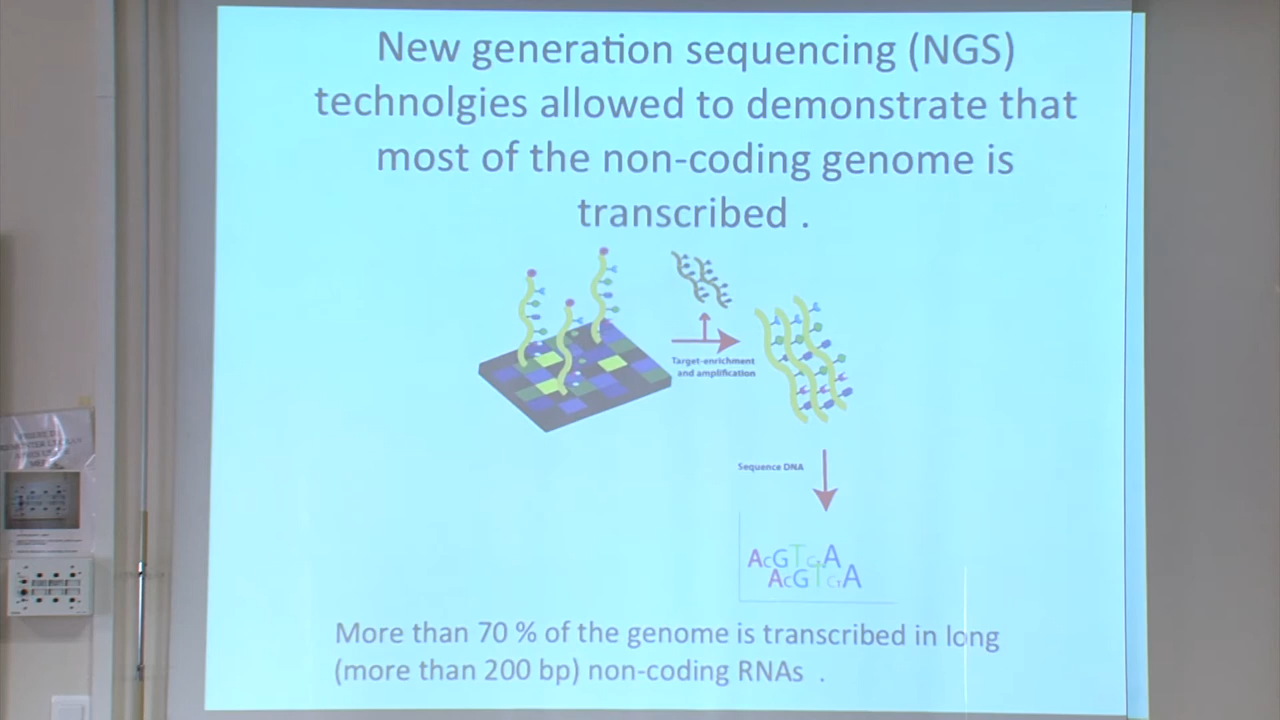 New generation sequencing (NGS)
technolgies allowed to demonstrate that
most of the non-coding genome is
transcribed .
Target-enrichment
and amplification
Sequence DNA
AcGTGA
AcGTGA
More than 70 % of the genome is transcribed in long
(more than 200 bp) non-coding RNAs .